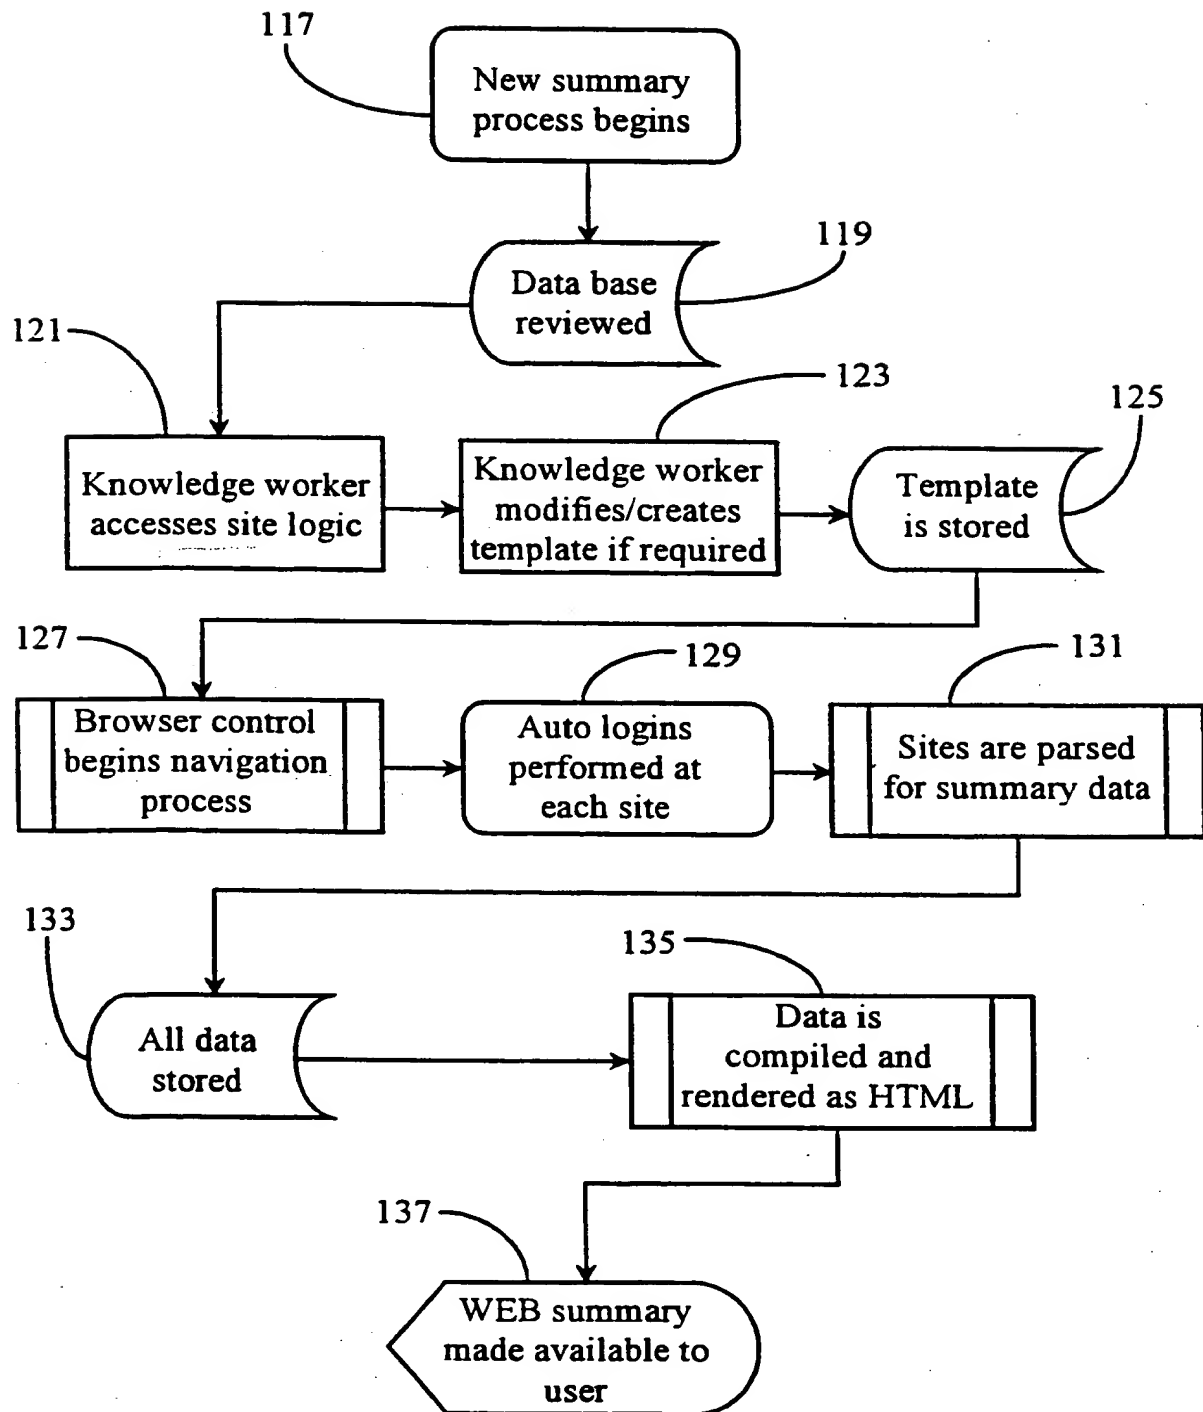 117
New summary
process begins
119
Data base
reviewed
121
Knowledge worker
accesses site logic
123
Knowledge worker
modifies/creates
template if required
125
Template
is stored
127
Browser control
begins navigation
process
129
Auto logins
performed at
each site
131
Sites are parsed
for summary data
133
All data
stored
135
Data is
compiled and
rendered as HTML
137
WEB summary
made available to
user